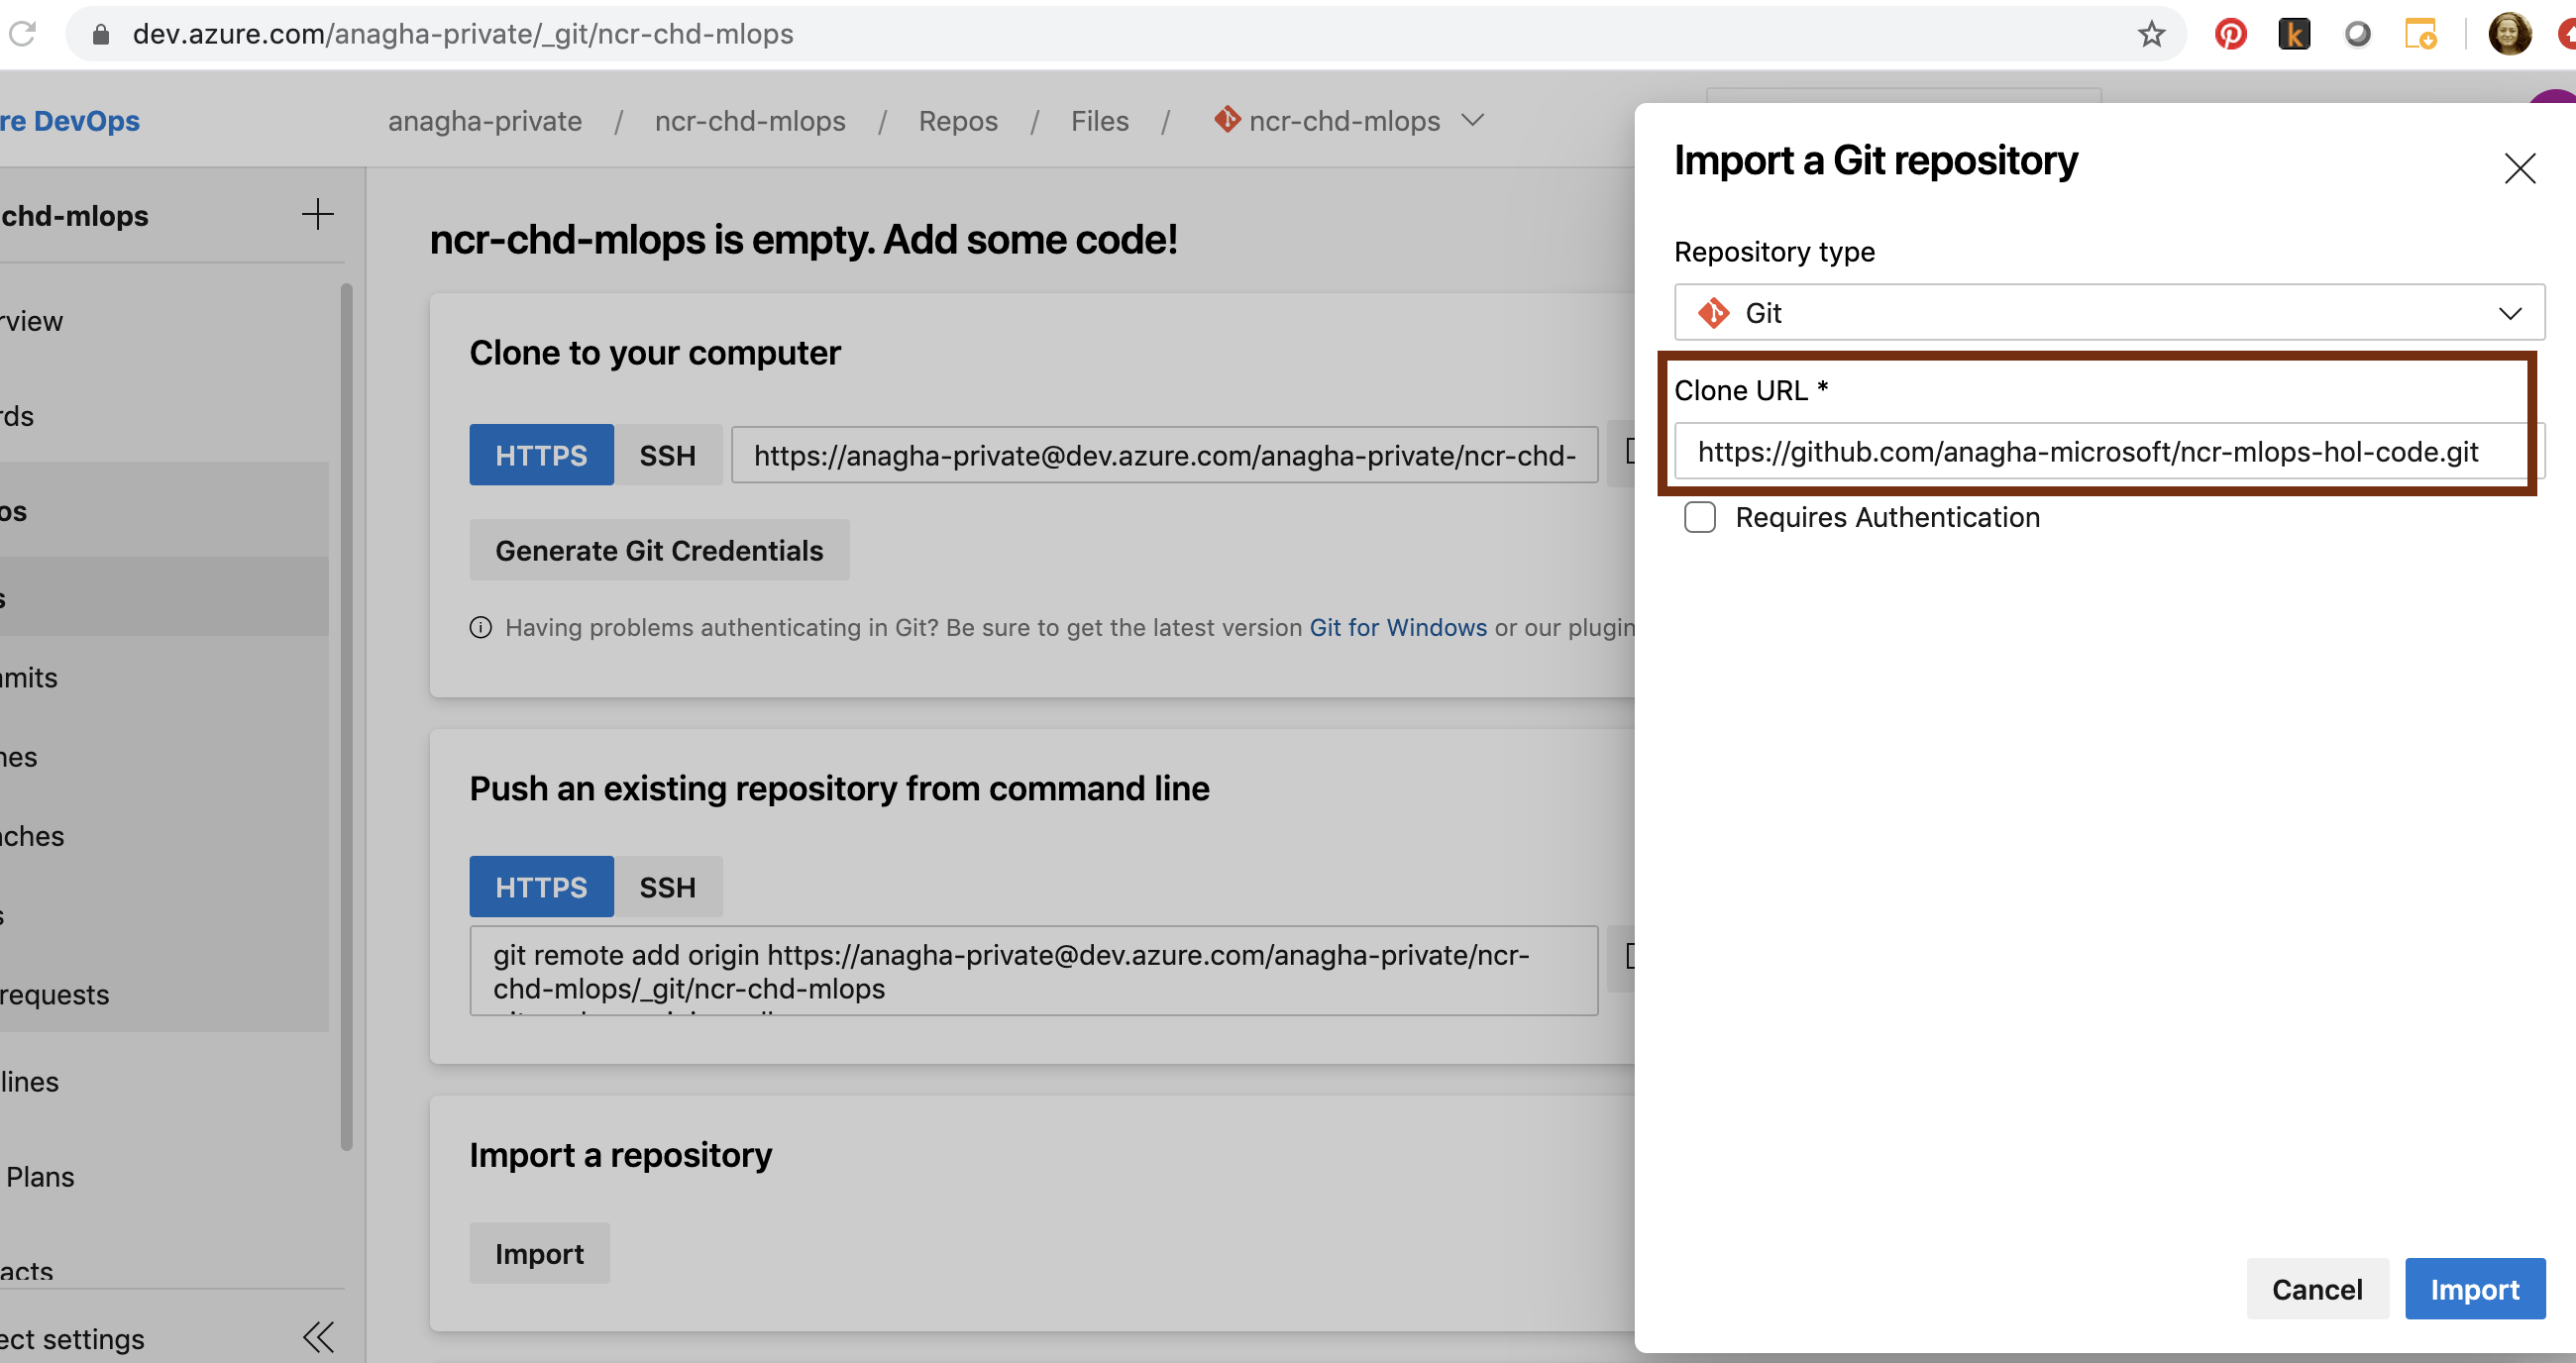 dev.azure.com/anagha-private/_git/ncr-chd-mlops
re DevOps
anagha-private / ncr-chd-mlops / Repos / Files / ncr-chd-mlops
chd-mlops
rview
rds
os
s
mits
nes
ches
s
requests
lines
Plans
acts
ect settings
ncr-chd-mlops is empty. Add some code!
Clone to your computer
HTTPS SSH https://anagha-private@dev.azure.com/anagha-private/ncr-chd-
Generate Git Credentials
Having problems authenticating in Git? Be sure to get the latest version Git for Windows or our plugin
Push an existing repository from command line
HTTPS SSH
git remote add origin https://anagha-private@dev.azure.com/anagha-private/ncr-
chd-mlops/_git/ncr-chd-mlops
Import a repository
Import
Import a Git repository
Repository type
Git
Clone URL *
https://github.com/anagha-microsoft/ncr-mlops-hol-code.git
Requires Authentication
Cancel Import